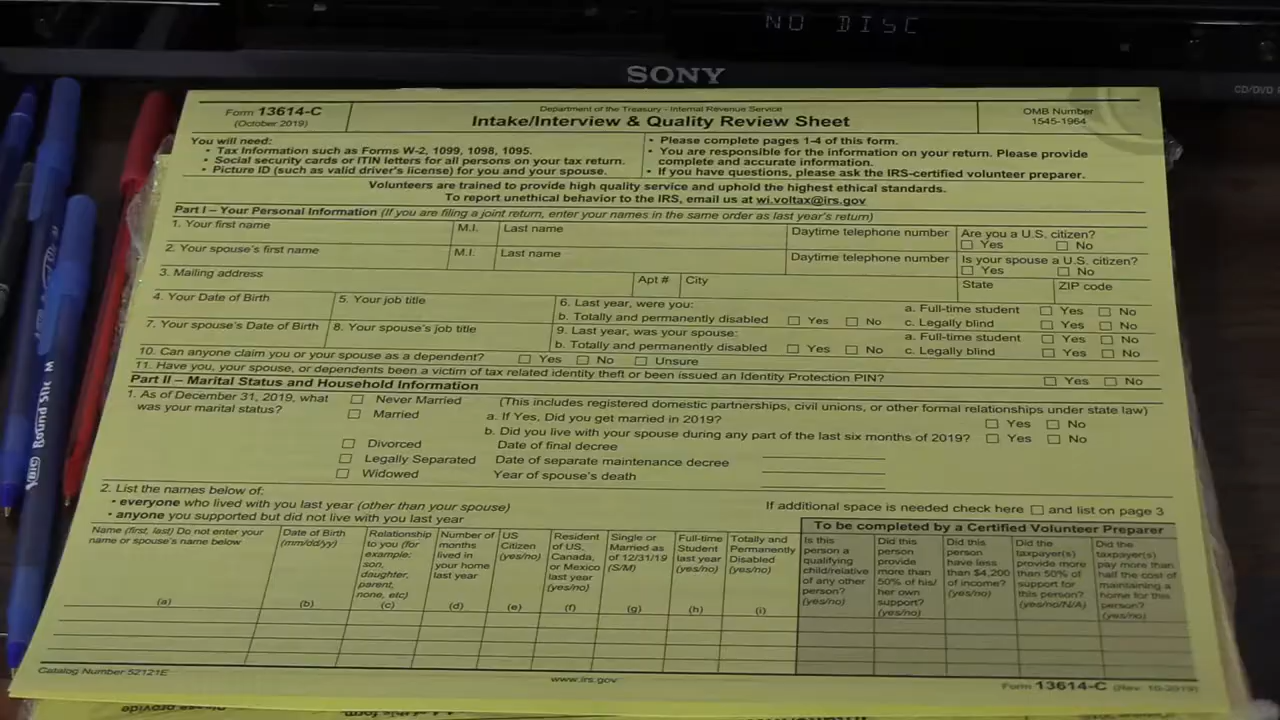 NO DISC
SONY
CD/DVD
Form 13614-C
(October 2019)
Department of the Treasury - Internal Revenue Service
Intake/Interview & Quality Review Sheet
OMB Number
1545-1964
You will need:
• Tax Information such as Forms W-2, 1099, 1098, 1095.
• Social security cards or ITIN letters for all persons on your tax return.
• Picture ID (such as valid driver's license) for you and your spouse.
• Please complete pages 1-4 of this form.
• You are responsible for the information on your return. Please provide
complete and accurate information.
• If you have questions, please ask the IRS-certified volunteer preparer.
Volunteers are trained to provide high quality service and uphold the highest ethical standards.
To report unethical behavior to the IRS, email us at wi.voltax@irs.gov
Part I – Your Personal Information (If you are filing a joint return, enter your names in the same order as last year's return)
1. Your first name
M.I.
Last name
Daytime telephone number
Are you a U.S. citizen?
Yes No
2. Your spouse's first name
M.I.
Last name
Daytime telephone number
Is your spouse a U.S. citizen?
Yes No
3. Mailing address
Apt #
City
State
ZIP code
4. Your Date of Birth
5. Your job title
6. Last year, were you:
a. Full-time student Yes No
b. Totally and permanently disabled Yes No
c. Legally blind Yes No
7. Your spouse's Date of Birth
8. Your spouse's job title
9. Last year, was your spouse:
a. Full-time student Yes No
b. Totally and permanently disabled Yes No
c. Legally blind Yes No
10. Can anyone claim you or your spouse as a dependent? Yes No Unsure
11. Have you, your spouse, or dependents been a victim of tax related identity theft or been issued an Identity Protection PIN? Yes No
Part II – Marital Status and Household Information
1. As of December 31, 2019, what
was your marital status?
Never Married (This includes registered domestic partnerships, civil unions, or other formal relationships under state law)
Married a. If Yes, Did you get married in 2019? Yes No
b. Did you live with your spouse during any part of the last six months of 2019? Yes No
Divorced Date of final decree
Legally Separated Date of separate maintenance decree
Widowed Year of spouse's death
2. List the names below of:
• everyone who lived with you last year (other than your spouse)
• anyone you supported but did not live with you last year
If additional space is needed check here and list on page 3
To be completed by a Certified Volunteer Preparer
Name (first, last) Do not enter your
name or spouse's name below
(a)
Date of Birth
(mm/dd/yy)
(b)
Relationship
to you (for
example:
son,
daughter,
parent,
none, etc)
(c)
Number of
months
lived in
your home
last year
(d)
US
Citizen
(yes/no)
(e)
Resident
of US,
Canada,
or Mexico
last year
(yes/no)
(f)
Single or
Married as
of 12/31/19
(S/M)
(g)
Full-time
Student
last year
(yes/no)
(h)
Totally and
Permanently
Disabled
(yes/no)
(i)
Is this
person a
qualifying
child/relative
of any other
person?
(yes/no)
Did this
person
provide
more than
50% of his/
her own
support?
(yes/no)
Did this
person
have less
than $4,200
of income?
(yes/no)
Did the
taxpayer(s)
provide more
than 50% of
support for
this person?
(yes/no/N/A)
Did the
taxpayer(s)
pay more than
half the cost of
maintaining a
home for this
person?
(yes/no)
Catalog Number 52121E
www.irs.gov
Form 13614-C (Rev. 10-2019)
BIC Round Stic M